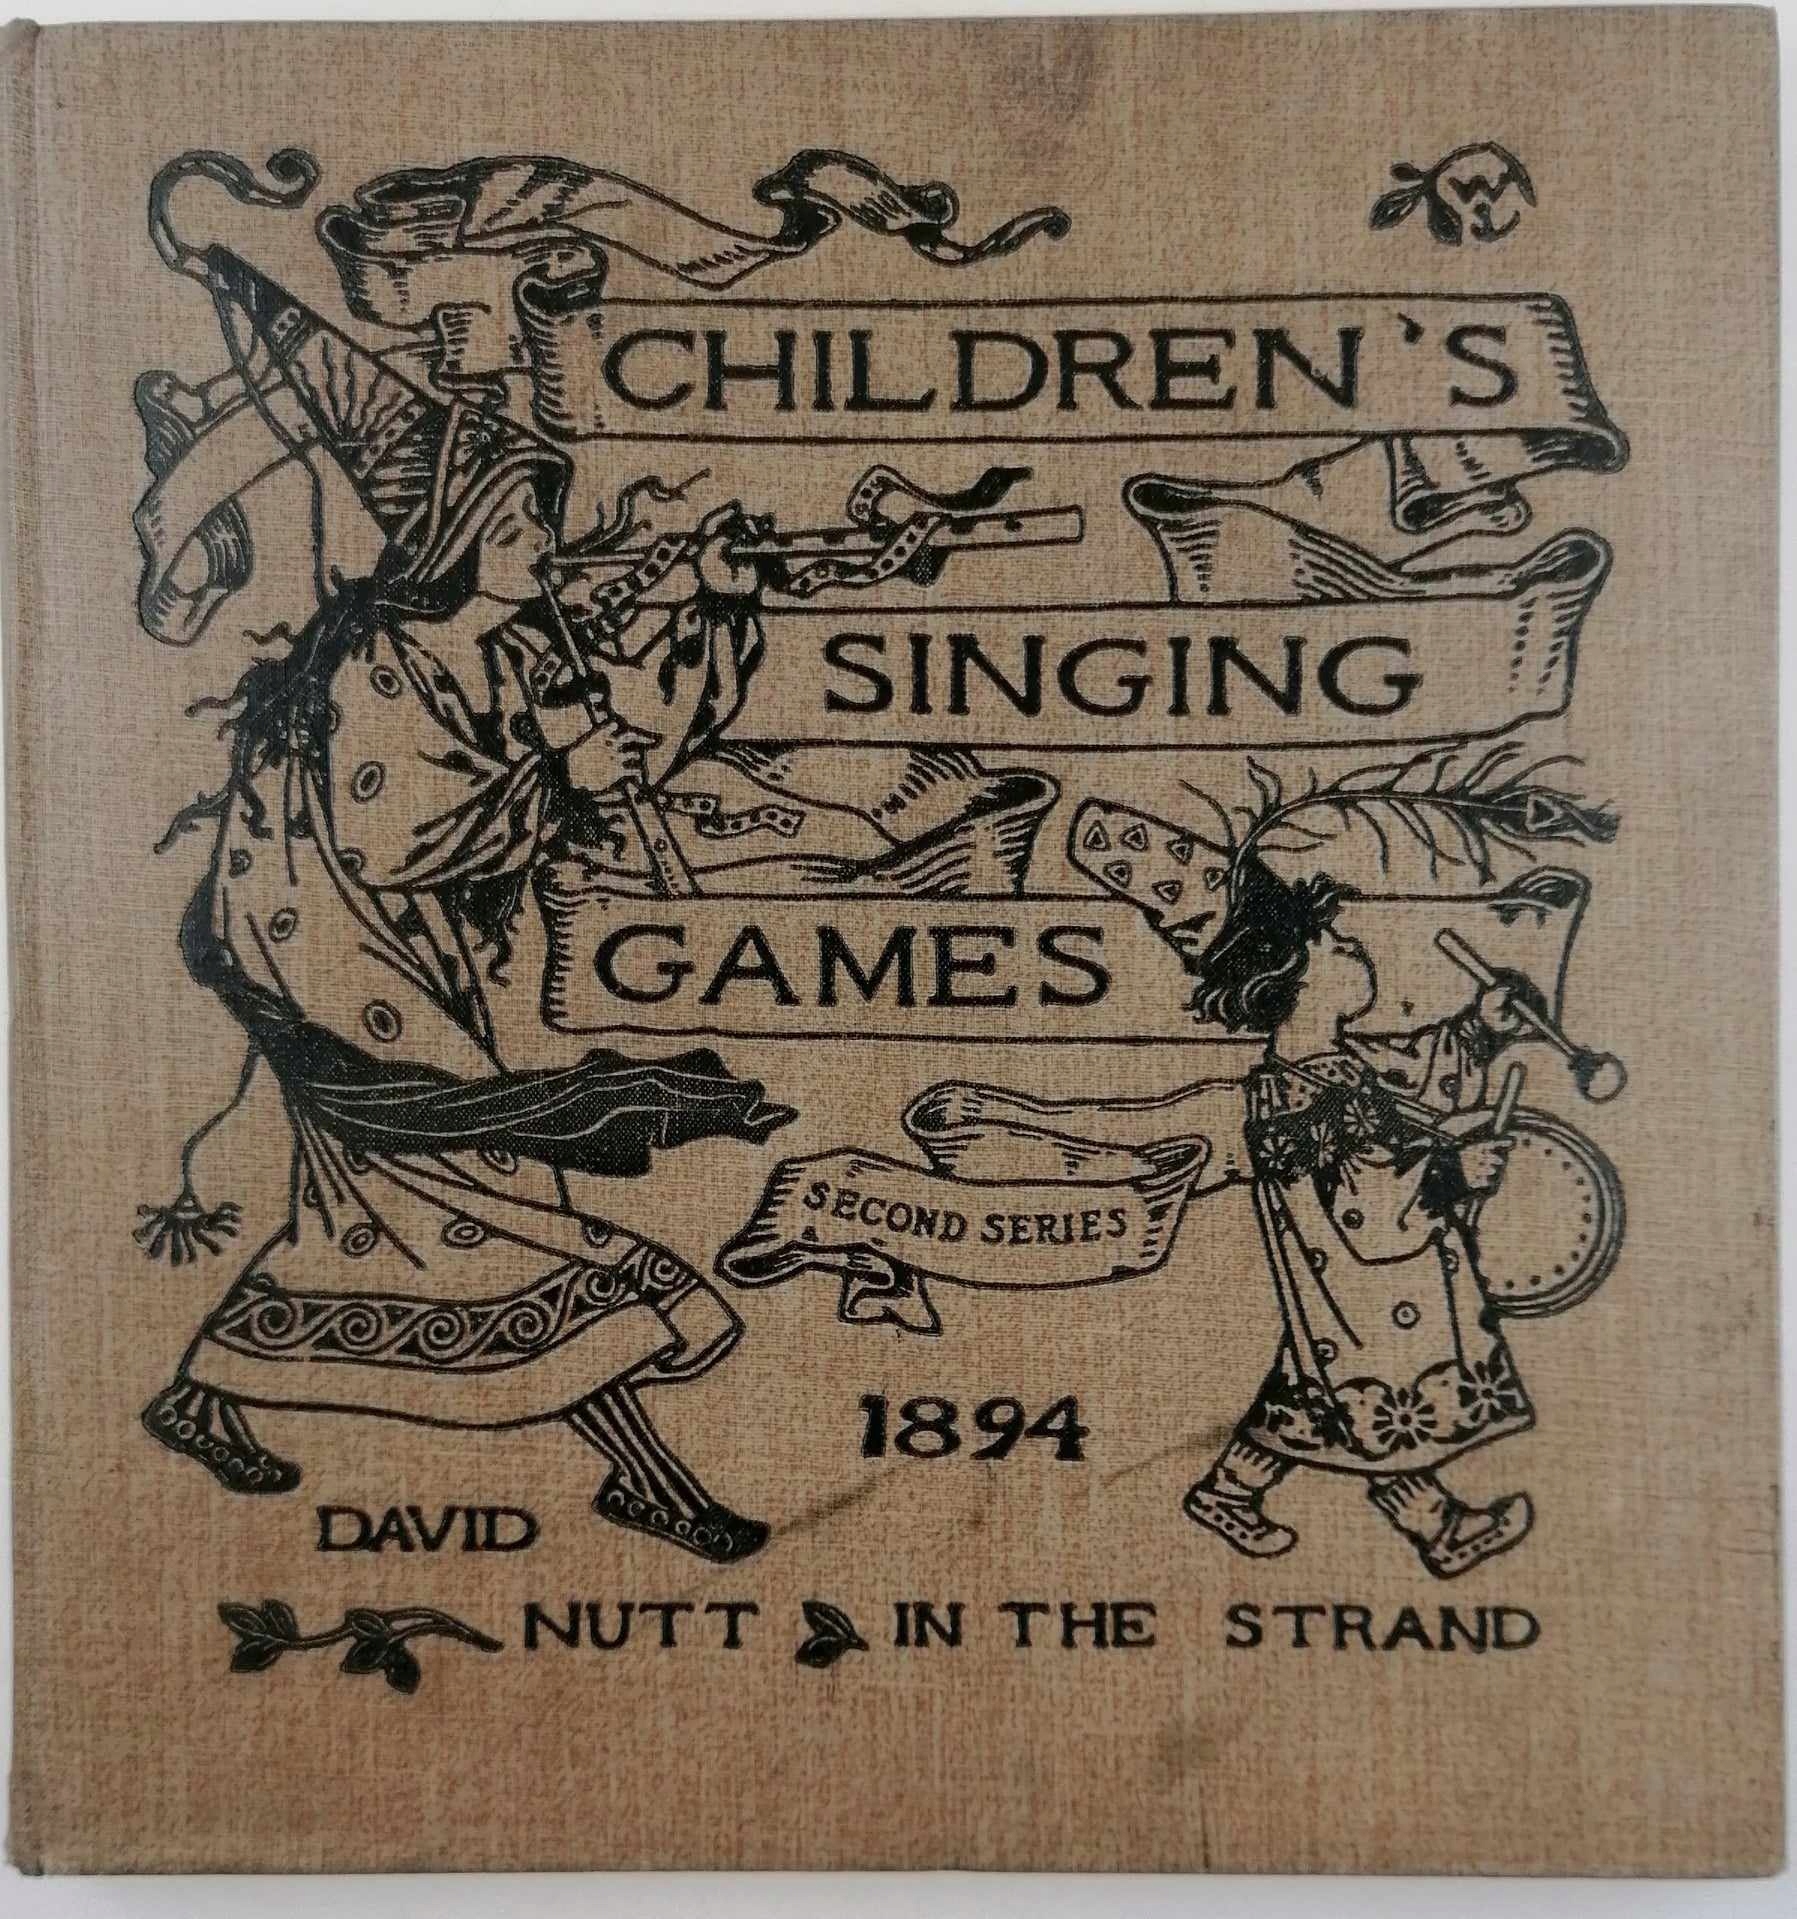 CHILDREN'S
SINGING
GAMES
SECOND SERIES
1894
DAVID
NUTT IN THE STRAND